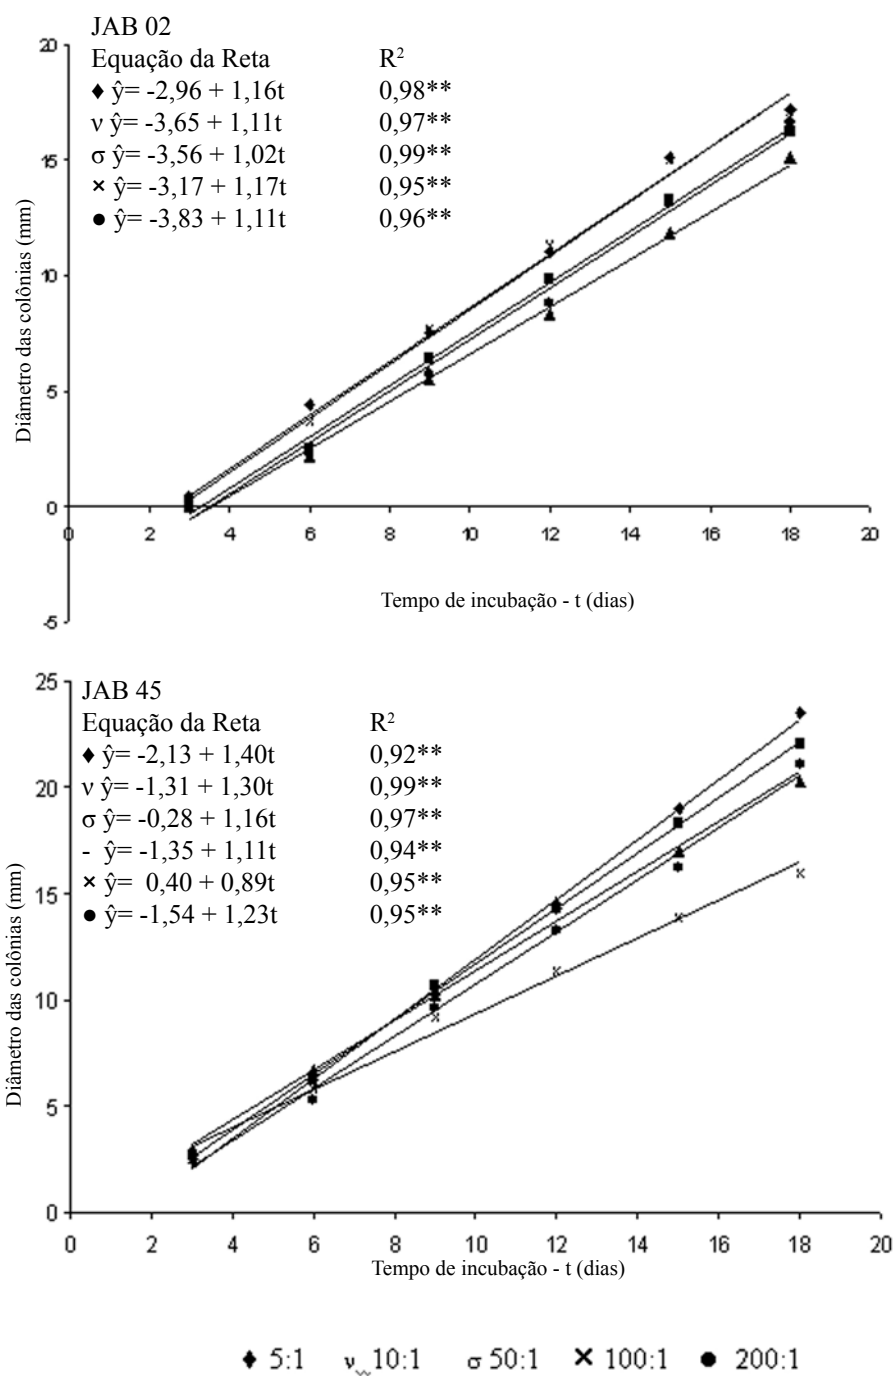 JAB 02
Equação da Reta R²
♦ ŷ= -2,96 + 1,16t 0,98**
ν ŷ= -3,65 + 1,11t 0,97**
σ ŷ= -3,56 + 1,02t 0,99**
× ŷ= -3,17 + 1,17t 0,95**
● ŷ= -3,83 + 1,11t 0,96**
20
15
10
5
0
-5
Diâmetro das colônias (mm)
0 2 4 6 8 10 12 14 16 18 20
Tempo de incubação - t (dias)
JAB 45
Equação da Reta R²
♦ ŷ= -2,13 + 1,40t 0,92**
ν ŷ= -1,31 + 1,30t 0,99**
σ ŷ= -0,28 + 1,16t 0,97**
- ŷ= -1,35 + 1,11t 0,94**
× ŷ= 0,40 + 0,89t 0,95**
● ŷ= -1,54 + 1,23t 0,95**
25
20
15
10
5
0
Diâmetro das colônias (mm)
0 2 4 6 8 10 12 14 16 18 20
Tempo de incubação - t (dias)
♦ 5:1 ν 10:1 σ 50:1 × 100:1 ● 200:1